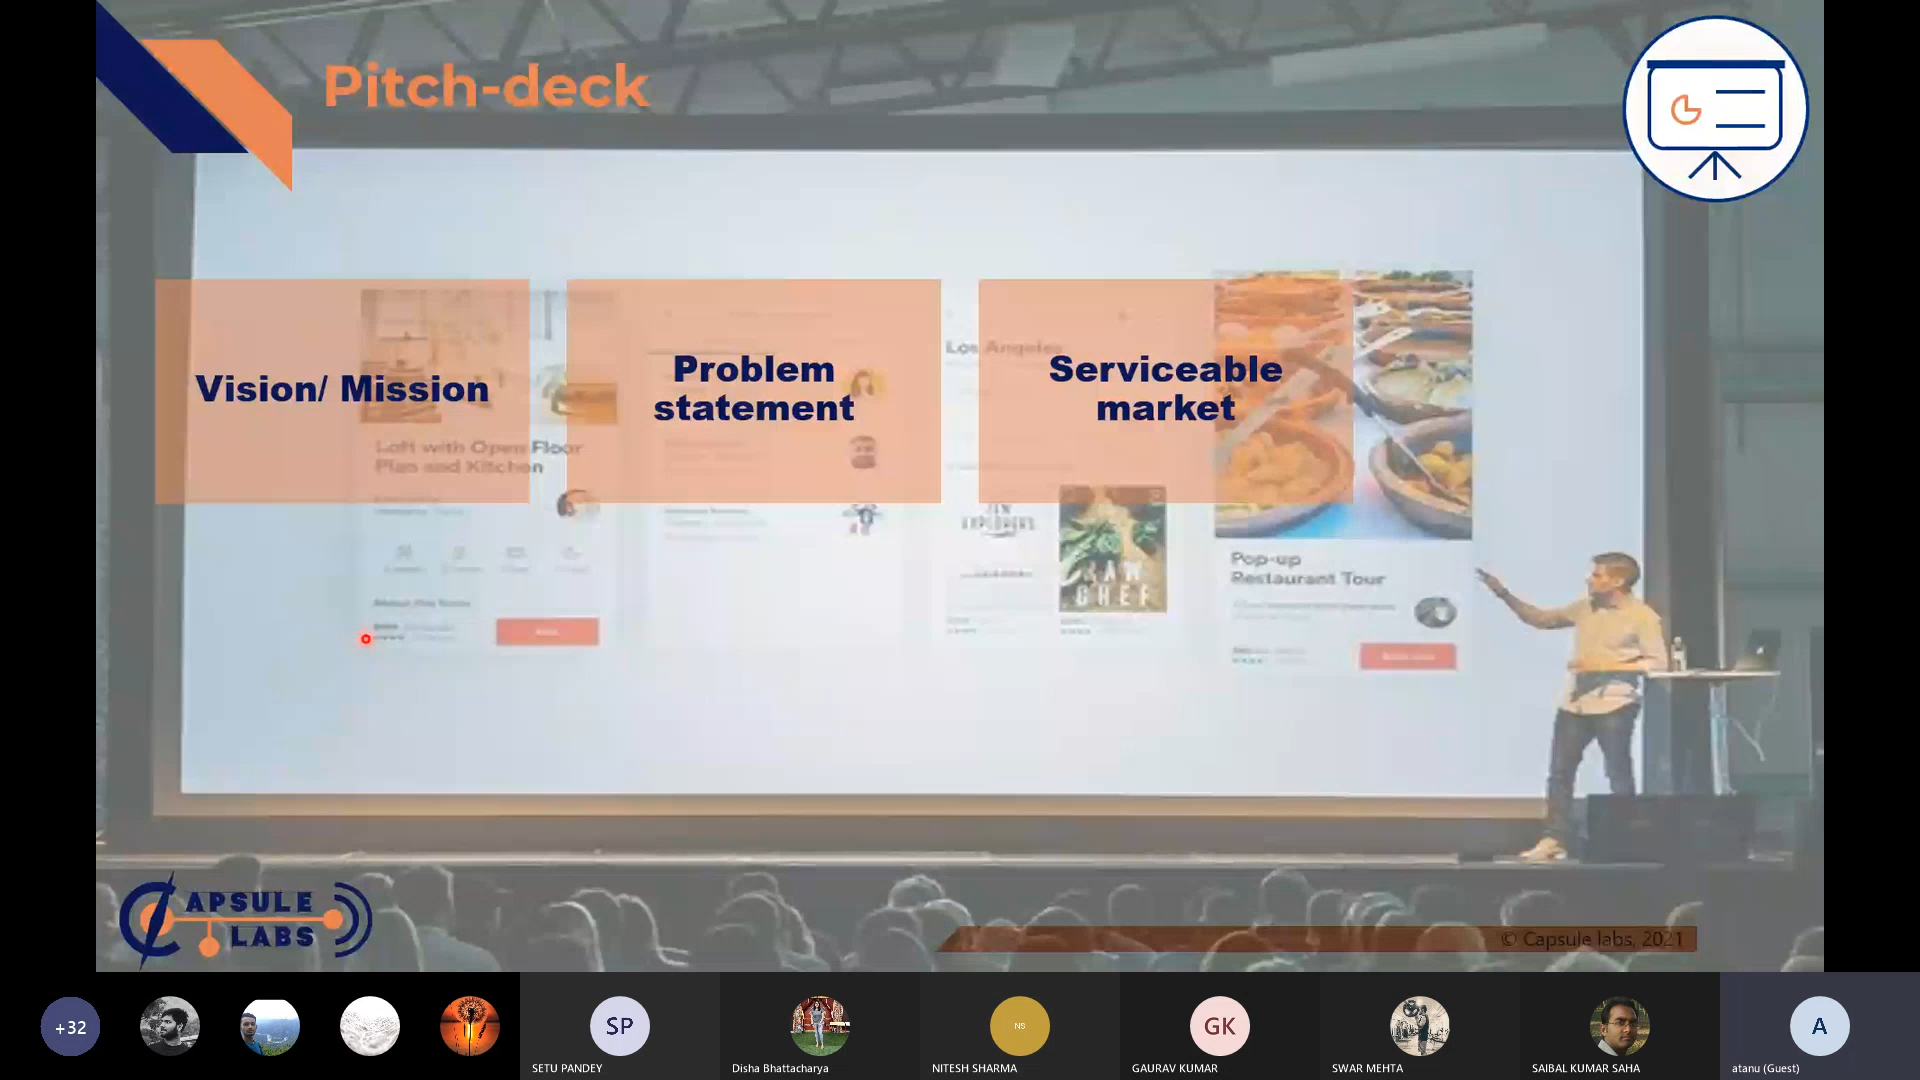 Pitch-deck
Vision/ Mission
Problem
statement
Serviceable
market
Los Angeles
Loft with Open Floor
Plan and Kitchen
RAW
CHEF
Pop-up
Restaurant Tour
CAPSULE
LABS
© Capsule labs, 2021
+32
SP
SETU PANDEY
Disha Bhattacharya
NS
NITESH SHARMA
GK
GAURAV KUMAR
SWAR MEHTA
SAIBAL KUMAR SAHA
A
atanu (Guest)